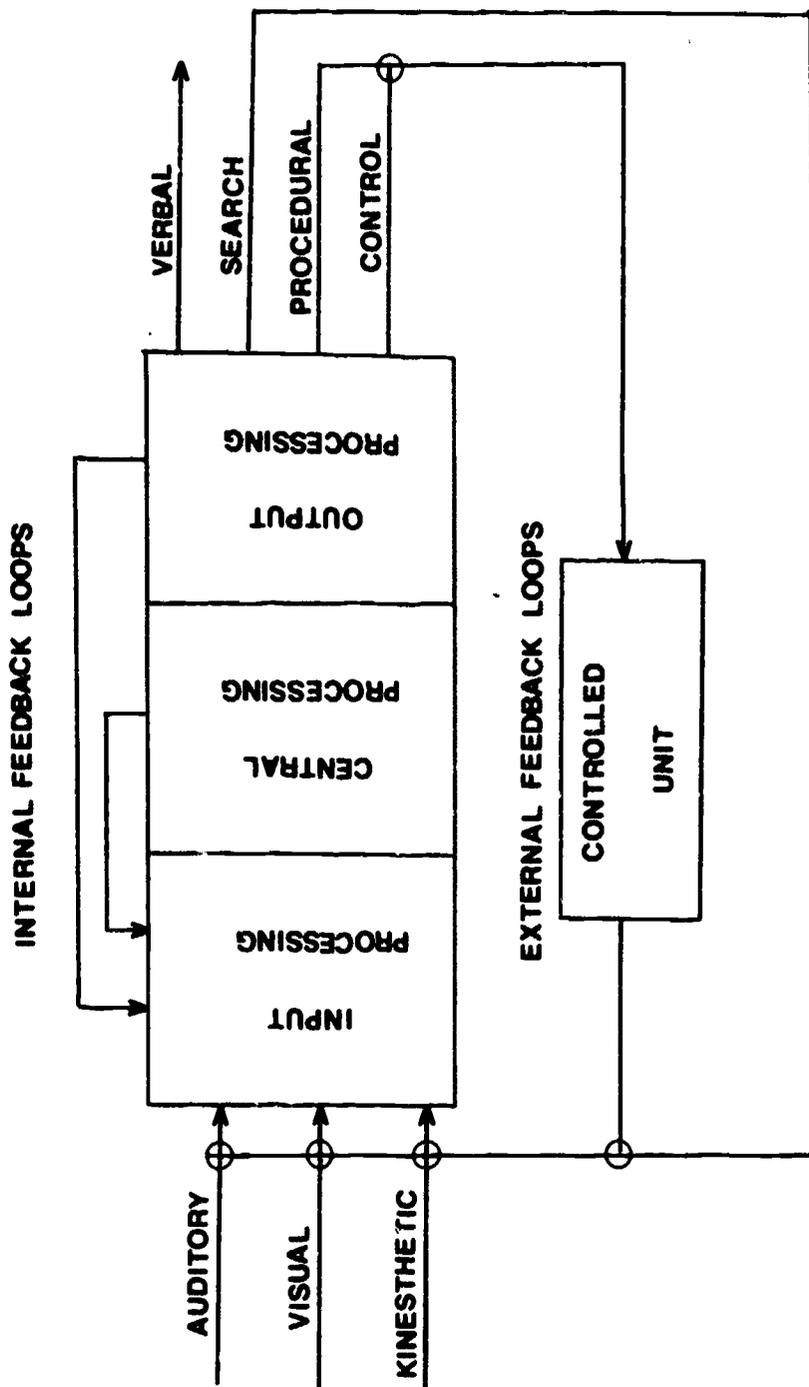 INTERNAL FEEDBACK LOOPS
AUDITORY
VISUAL
KINESTHETIC
INPUT
PROCESSING
CENTRAL
PROCESSING
OUTPUT
PROCESSING
VERBAL
SEARCH
PROCEDURAL
CONTROL
EXTERNAL FEEDBACK LOOPS
CONTROLLED
UNIT